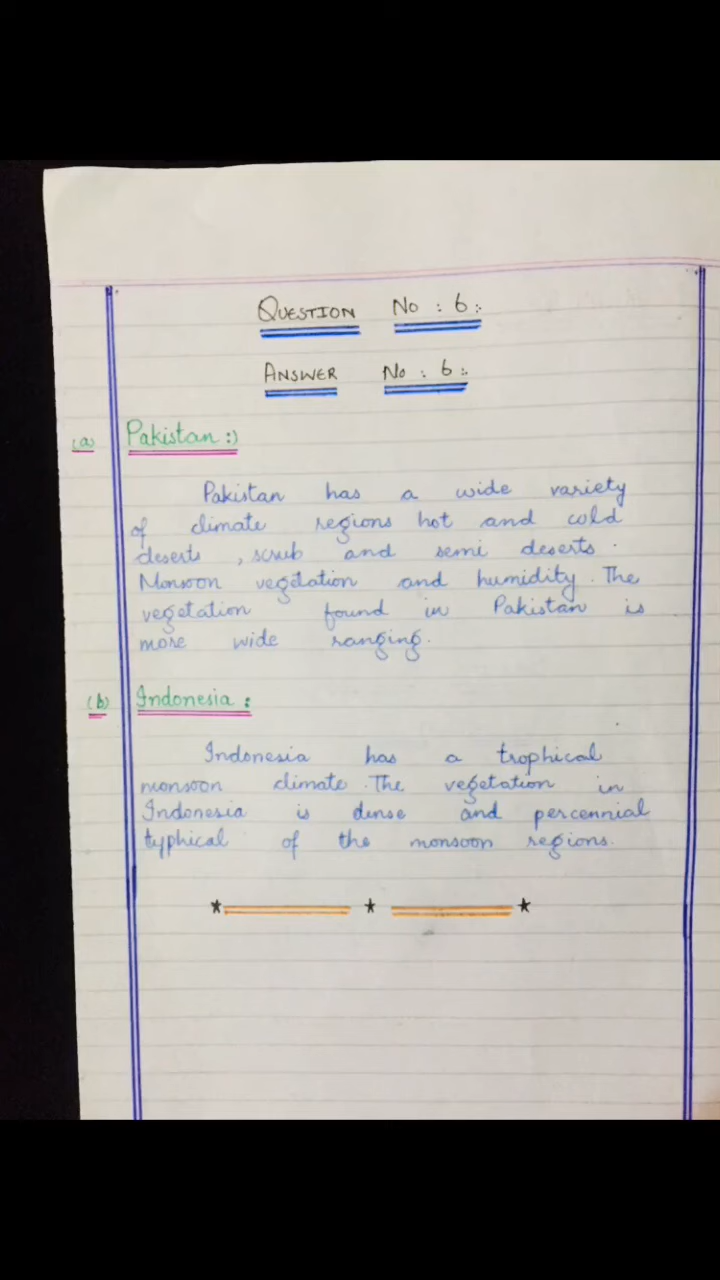 QUESTION No : 6 :.
ANSWER No : 6 :.
(a) Pakistan :)
Pakistan has a wide variety
of climate regions hot and cold
deserts , scrub and semi deserts .
Monsoon vegetation and humidity . The
vegetation found in Pakistan is
more wide ranging.
(b) Indonesia :
Indonesia has a trophical
monsoon climate . The vegetation in
Indonesia is dense and percennial
typhical of the monsoon regions.